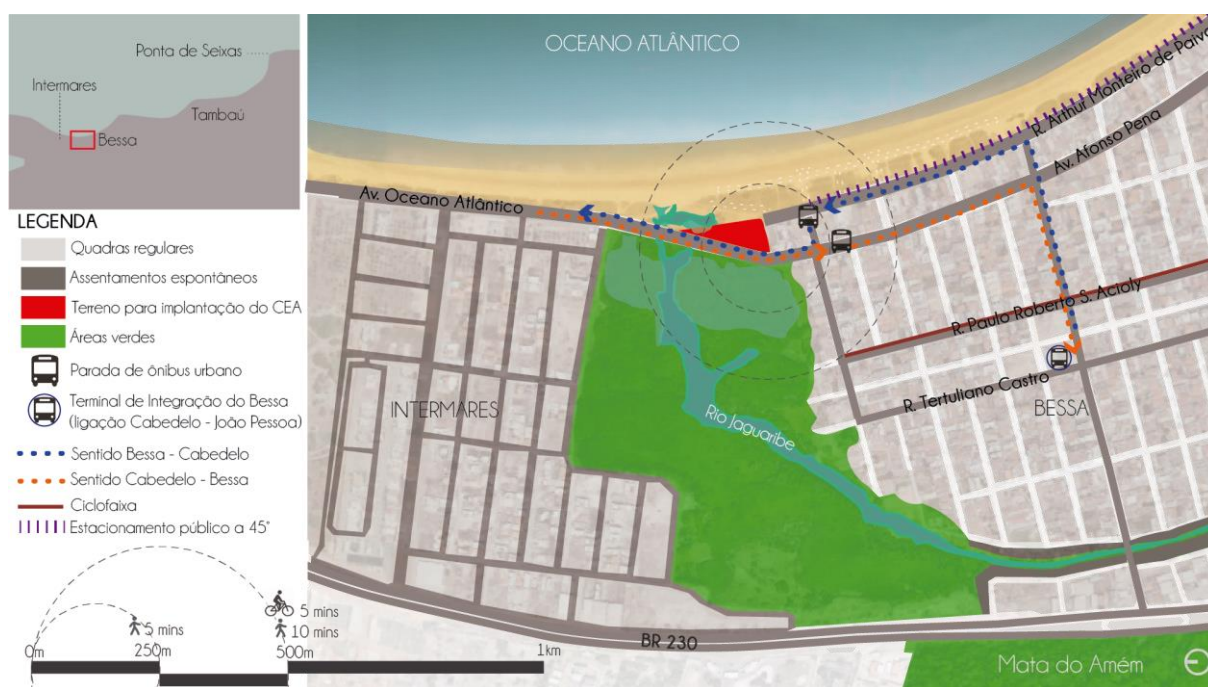 Ponta de Seixas
Intermares
Tambaú
Bessa
LEGENDA
Quadras regulares
Assentamentos espontâneos
Terreno para implantação do CEA
Áreas verdes
Parada de ônibus urbano
Terminal de Integração do Bessa
(ligação Cabedelo - João Pessoa)
Sentido Bessa - Cabedelo
Sentido Cabedelo - Bessa
Ciclofaixa
Estacionamento público a 45°
5 mins
5 mins
10 mins
0m
250m
500m
1km
OCEANO ATLÂNTICO
R. Arthur Monteiro de Paiva
Av. Afonso Pena
Av. Oceano Atlântico
R. Paulo Roberto S. Acioly
R. Tertuliano Castro
INTERMARES
BESSA
Rio Jaguaribe
BR 230
Mata do Amém